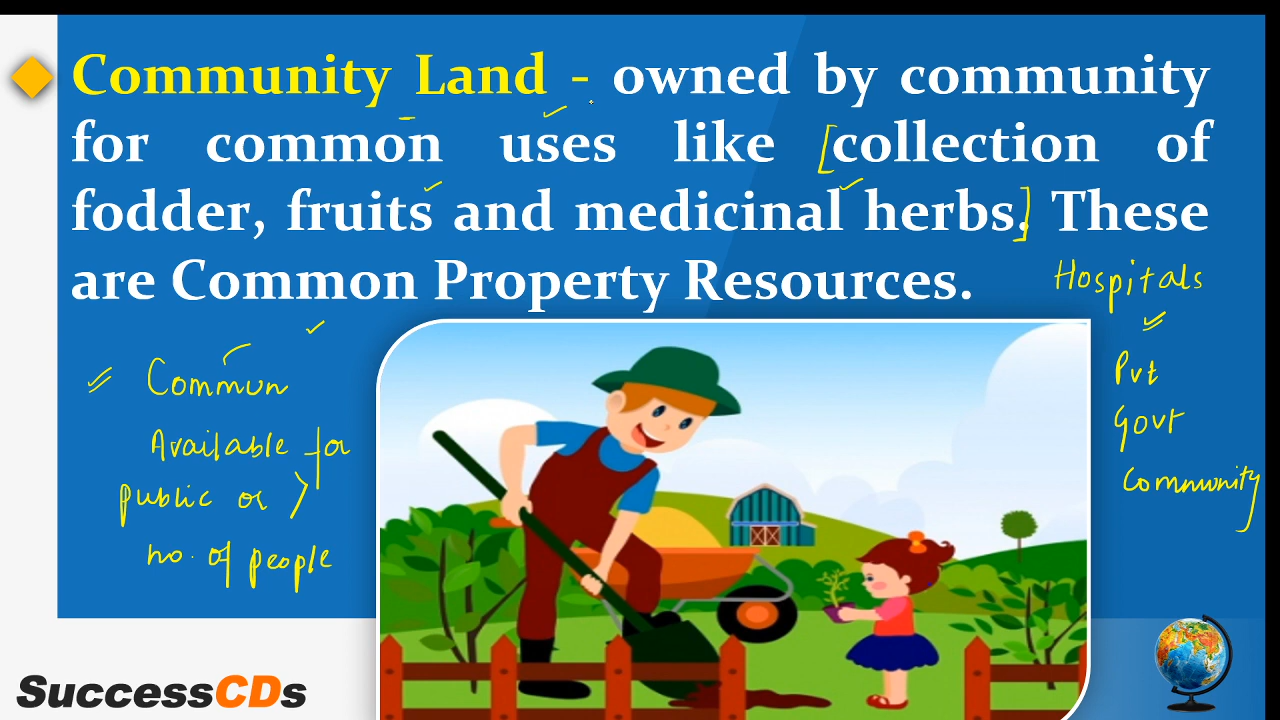 Community Land - owned by community
for common uses like [collection of
fodder, fruits and medicinal herbs.] These
are Common Property Resources.
Hospitals
Pvt
Govt
Community
Commun
Available for
public or >
no. of people
SuccessCDs